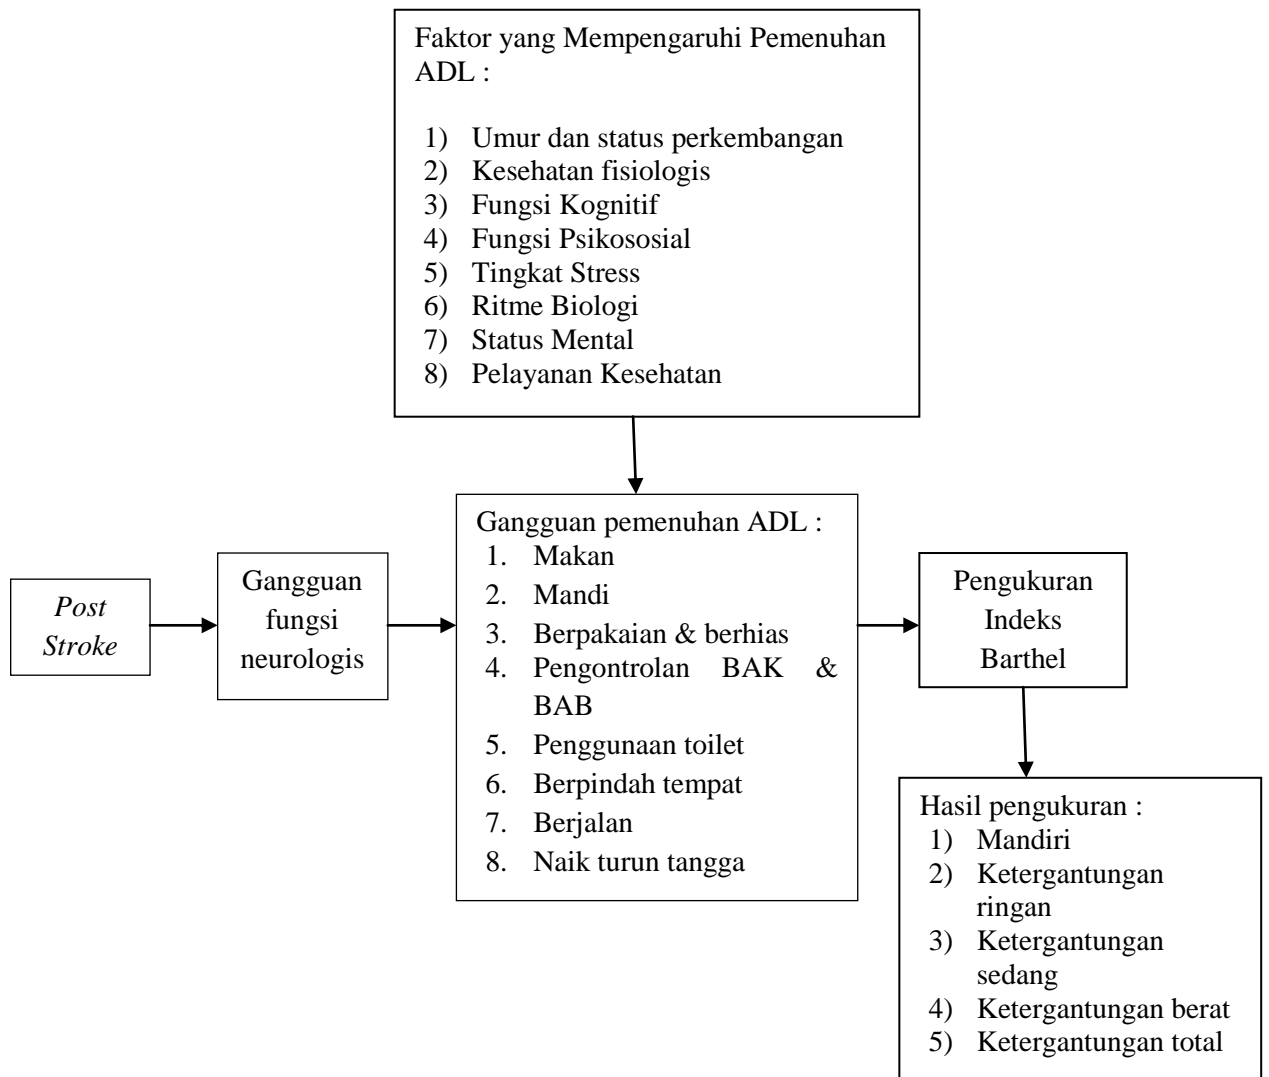 Faktor yang Mempengaruhi Pemenuhan
ADL :
1) Umur dan status perkembangan
2) Kesehatan fisiologis
3) Fungsi Kognitif
4) Fungsi Psikososial
5) Tingkat Stress
6) Ritme Biologi
7) Status Mental
8) Pelayanan Kesehatan
Post
Stroke
Gangguan
fungsi
neurologis
Gangguan pemenuhan ADL :
1. Makan
2. Mandi
3. Berpakaian & berhias
4. Pengontrolan BAK &
BAB
5. Penggunaan toilet
6. Berpindah tempat
7. Berjalan
8. Naik turun tangga
Pengukuran
Indeks
Barthel
Hasil pengukuran :
1) Mandiri
2) Ketergantungan
ringan
3) Ketergantungan
sedang
4) Ketergantungan berat
5) Ketergantungan total